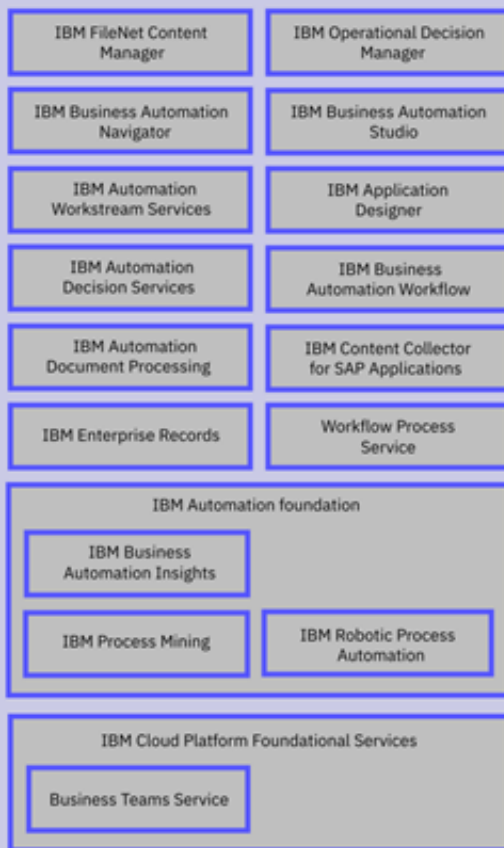 IBM FileNet Content
Manager
IBM Operational Decision
Manager
IBM Business Automation
Navigator
IBM Business Automation
Studio
IBM Automation
Workstream Services
IBM Application
Designer
IBM Automation
Decision Services
IBM Business
Automation Workflow
IBM Automation
Document Processing
IBM Content Collector
for SAP Applications
IBM Enterprise Records
Workflow Process
Service
IBM Automation foundation
IBM Business
Automation Insights
IBM Process Mining
IBM Robotic Process
Automation
IBM Cloud Platform Foundational Services
Business Teams Service